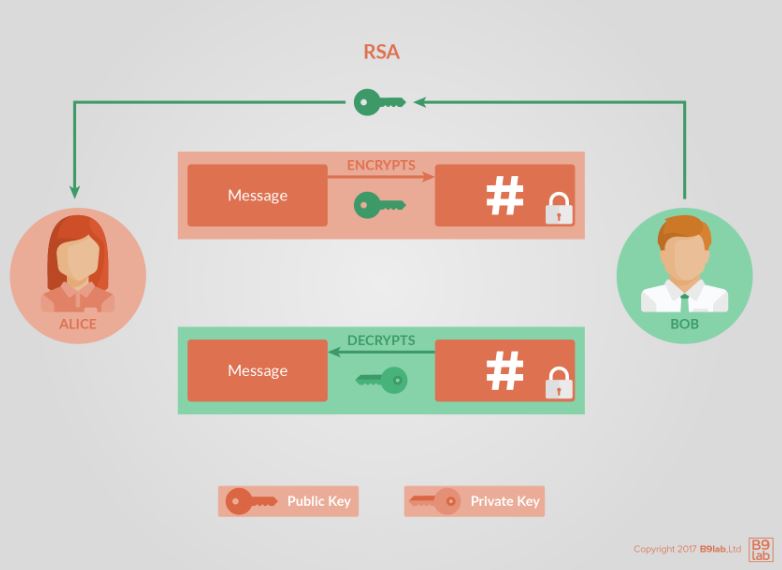 RSA
ENCRYPTS
Message
#
ALICE
BOB
DECRYPTS
Message
#
Public Key
Private Key
Copyright 2017 B9lab,Ltd
B9
lab